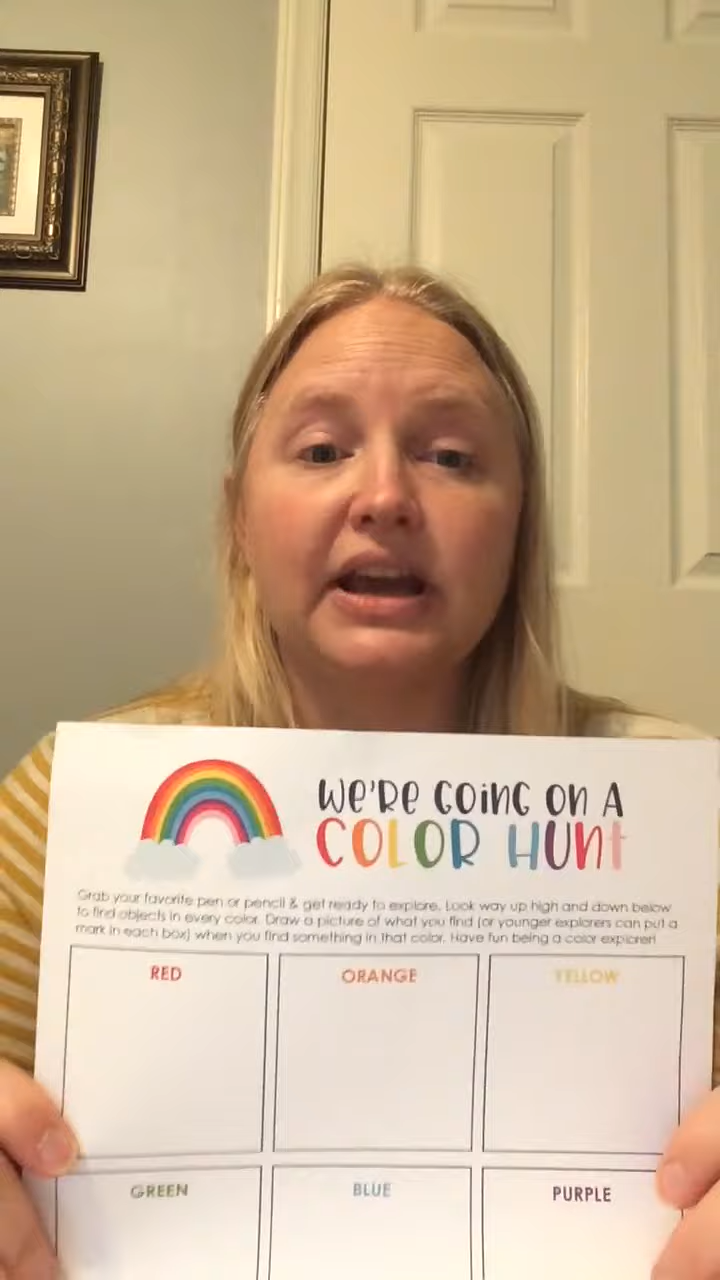 We're going on a
color hunt
Grab your favorite pen or pencil & get ready to explore. Look way up high and down below
to find objects in every color. Draw a picture of what you find (or younger explorers can put a
mark in each box) when you find something in that color. Have fun being a color explorer!
RED ORANGE YELLOW
GREEN BLUE PURPLE